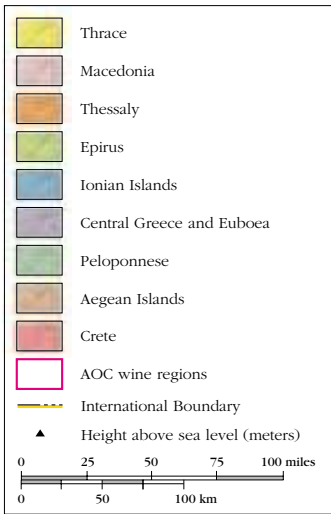 Thrace
Macedonia
Thessaly
Epirus
Ionian Islands
Central Greece and Euboea
Peloponnese
Aegean Islands
Crete
AOC wine regions
International Boundary
Height above sea level (meters)
0 25 50 75 100 miles
0 50 100 km